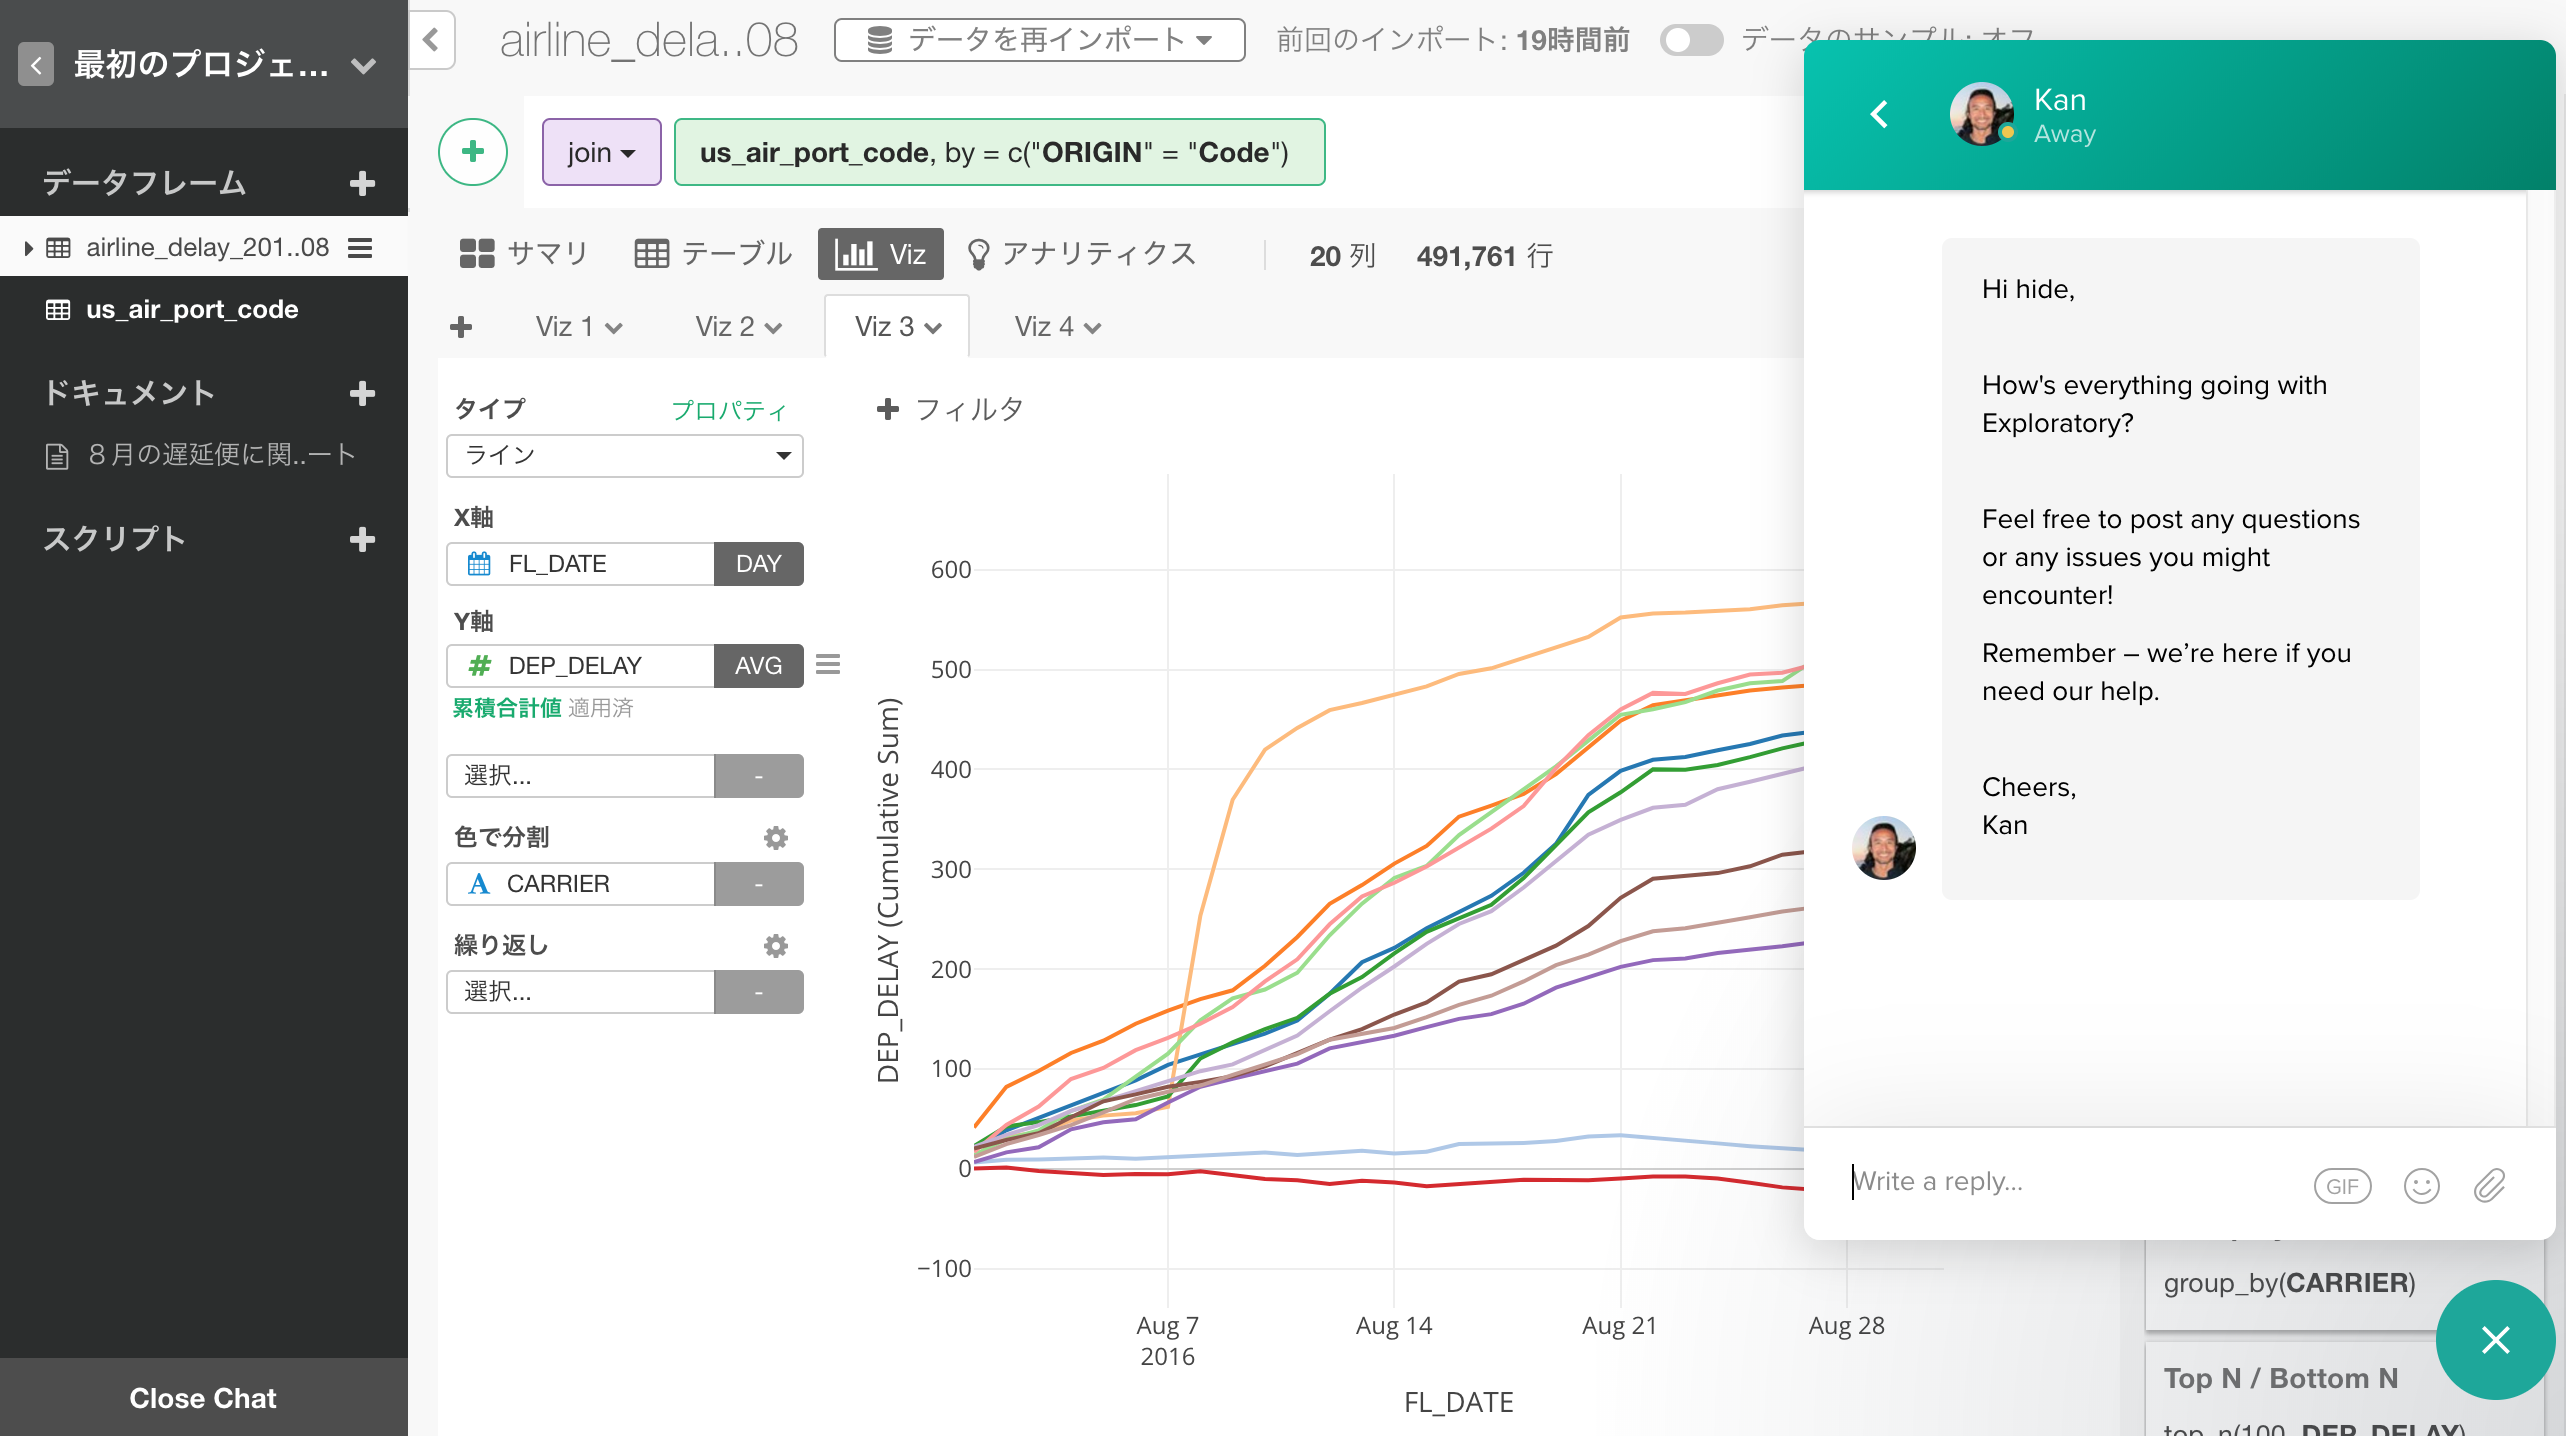 最初のプロジェ...
データフレーム
airline_delay_201..08
us_air_port_code
ドキュメント
８月の遅延便に関..ート
スクリプト
Close Chat
airline_dela..08
データを再インポート
前回のインポート: 19時間前
データのサンプル: オフ
join
us_air_port_code, by = c("ORIGIN" = "Code")
サマリ
テーブル
Viz
アナリティクス
20 列
491,761 行
Viz 1
Viz 2
Viz 3
Viz 4
タイプ
プロパティ
ライン
X軸
FL_DATE
DAY
Y軸
DEP_DELAY
AVG
累積合計値 適用済
選択...
-
色で分割
CARRIER
-
繰り返し
選択...
-
フィルタ
DEP_DELAY (Cumulative Sum)
600
500
400
300
200
100
0
−100
Aug 7
2016
Aug 14
Aug 21
Aug 28
FL_DATE
Kan
Away
Hi hide,
How's everything going with
Exploratory?
Feel free to post any questions
or any issues you might
encounter!
Remember – we’re here if you
need our help.
Cheers,
Kan
Write a reply...
GIF
group_by(CARRIER)
Top N / Bottom N
top_n(100, DEP_DELAY)